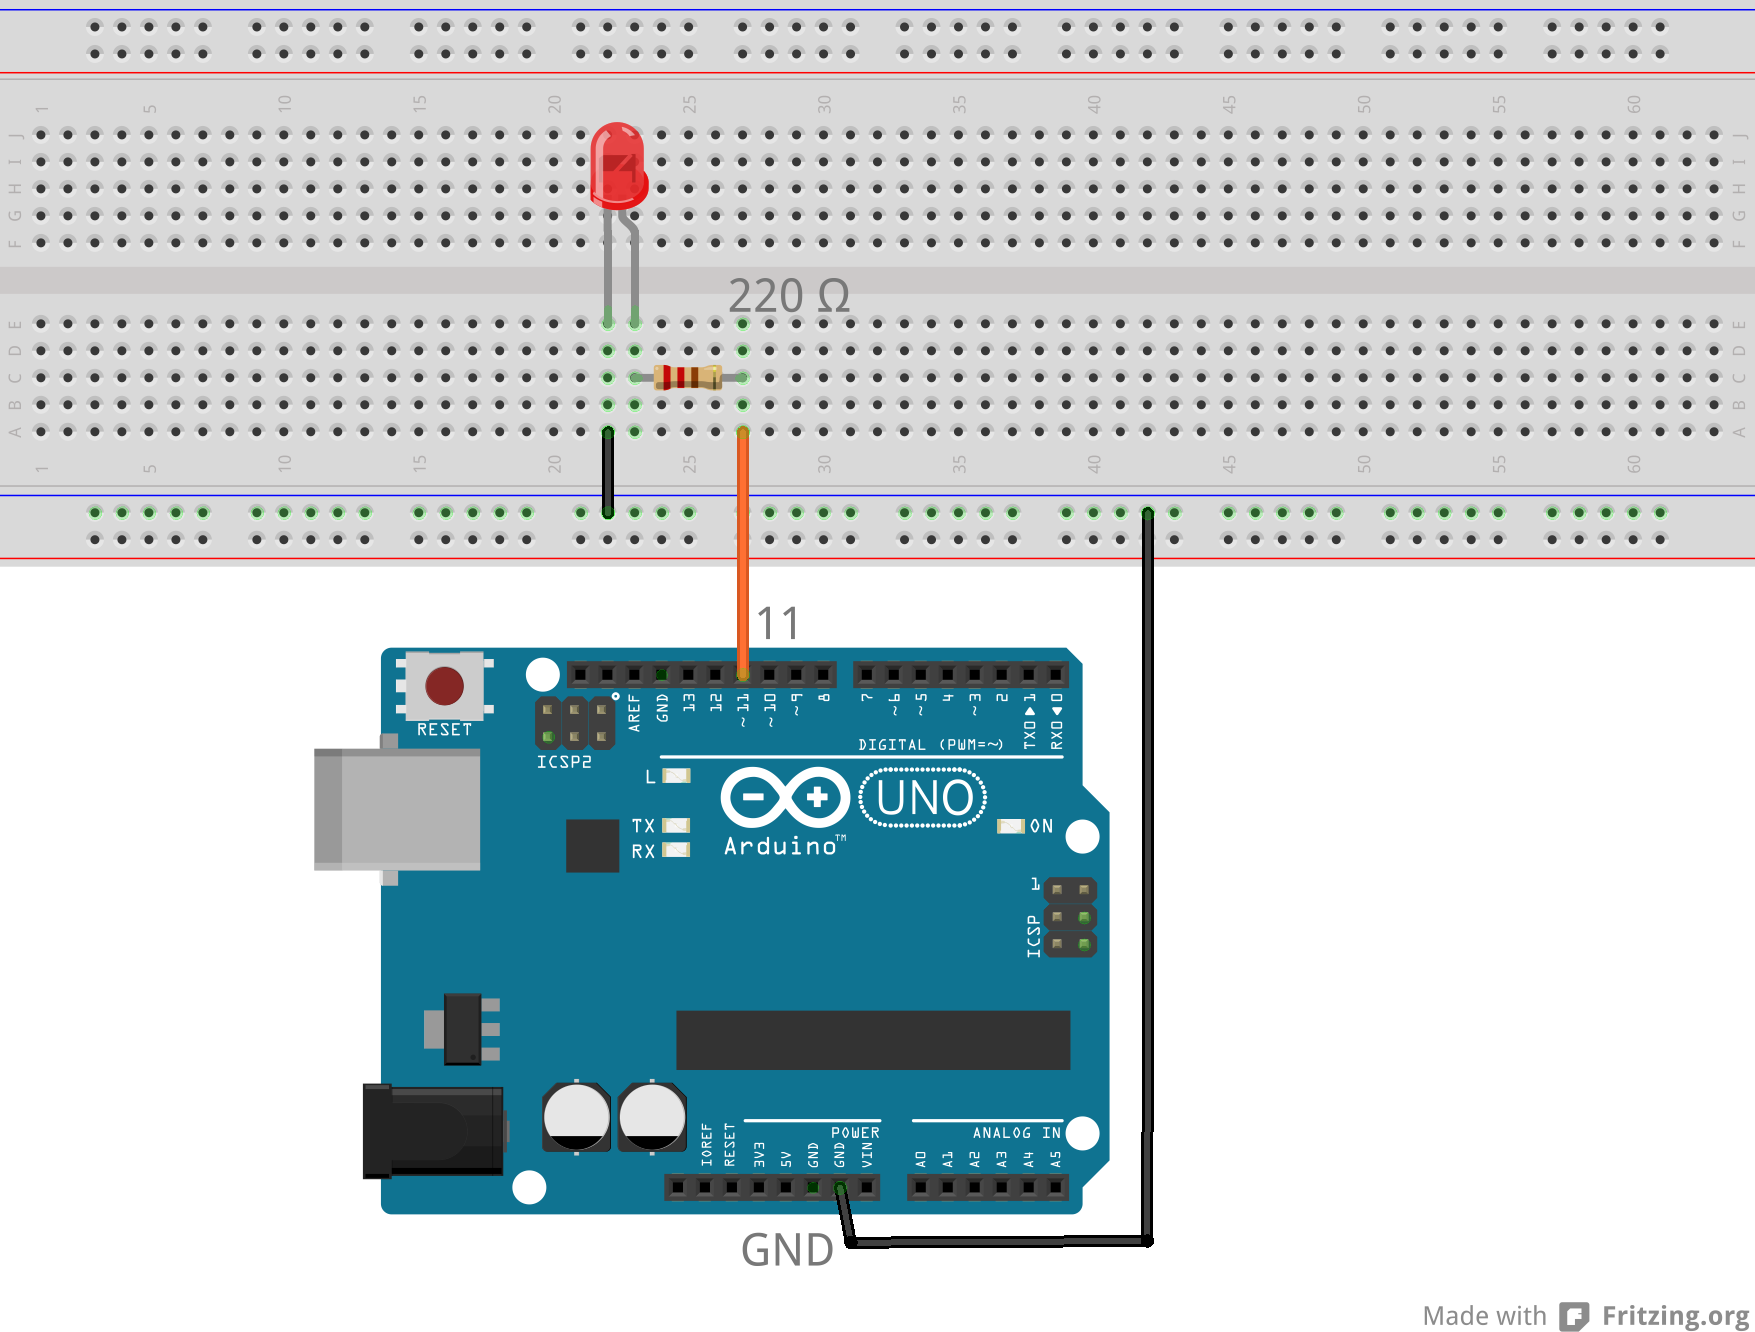 1 5 10 15 20 25 30 35 40 45 50 55 60
J J
I I
H H
G G
F F
220 Ω
E E
D D
C C
B B
A A
1 5 10 15 20 25 30 35 40 45 50 55 60
11
AREF GND 13 12 ~11 ~10 ~9 8 7 ~6 ~5 4 ~3 2 TX0▶1 RX0◀0
RESET
DIGITAL (PWM=~)
ICSP2
L
UNO
TX
ON
RX
Arduino™
1
ICSP
POWER
ANALOG IN
IOREF RESET 3V3 5V GND GND VIN A0 A1 A2 A3 A4 A5
GND
Made with Fritzing.org